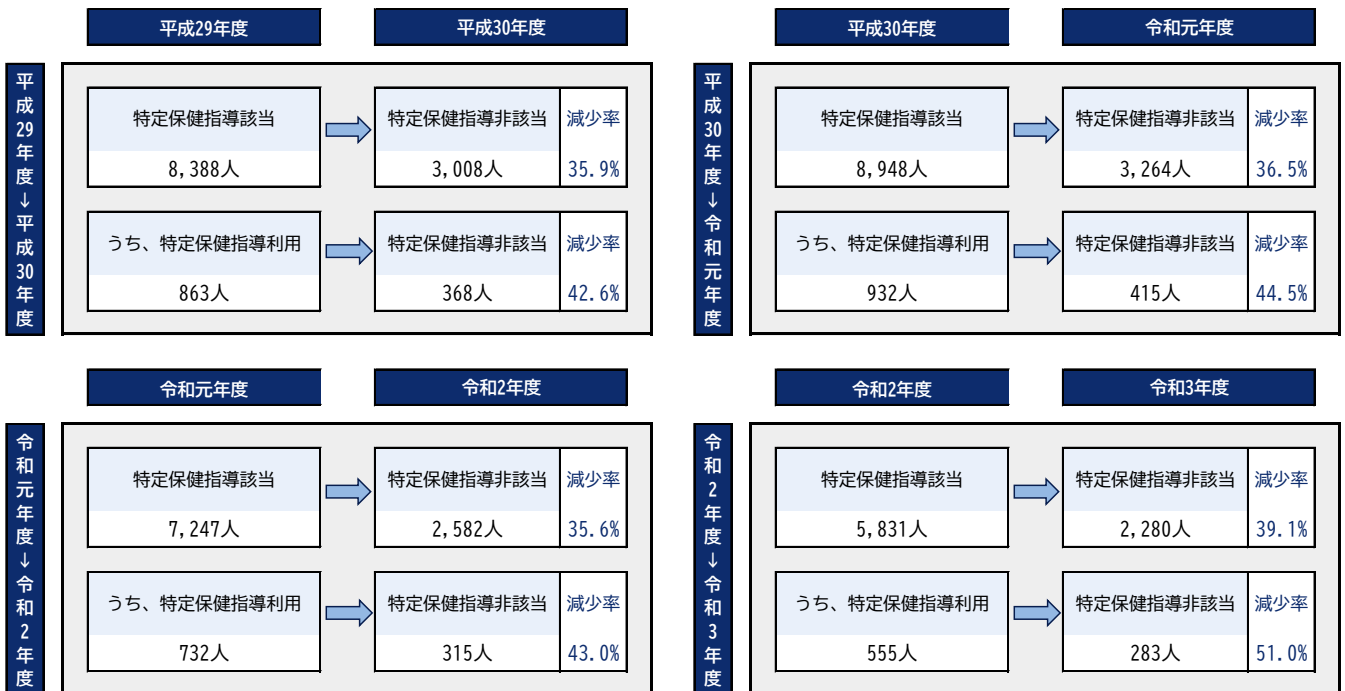 平成29年度
平成30年度
平成29年度↓平成30年度
特定保健指導該当
特定保健指導非該当
減少率
8,388人
3,008人
35.9%
うち、特定保健指導利用
特定保健指導非該当
減少率
863人
368人
42.6%
平成30年度
令和元年度
平成30年度↓令和元年度
特定保健指導該当
特定保健指導非該当
減少率
8,948人
3,264人
36.5%
うち、特定保健指導利用
特定保健指導非該当
減少率
932人
415人
44.5%
令和元年度
令和2年度
令和元年度↓令和2年度
特定保健指導該当
特定保健指導非該当
減少率
7,247人
2,582人
35.6%
うち、特定保健指導利用
特定保健指導非該当
減少率
732人
315人
43.0%
令和2年度
令和3年度
令和2年度↓令和3年度
特定保健指導該当
特定保健指導非該当
減少率
5,831人
2,280人
39.1%
うち、特定保健指導利用
特定保健指導非該当
減少率
555人
283人
51.0%